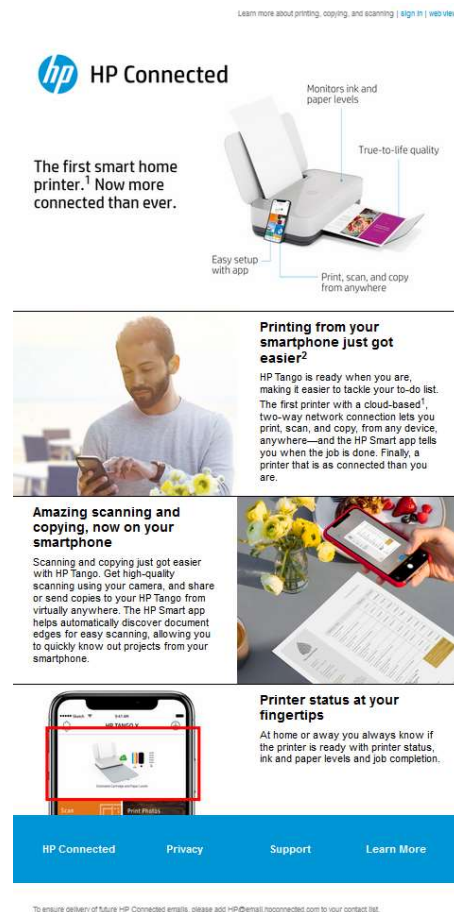 Learn more about printing, copying, and scanning | sign in | web view
hp HP Connected
Monitors ink and
paper levels
True-to-life quality
The first smart home
printer.1 Now more
connected than ever.
Easy setup
with app
Print, scan, and copy
from anywhere
Printing from your
smartphone just got
easier2
HP Tango is ready when you are,
making it easier to tackle your to-do list.
The first printer with a cloud-based1,
two-way network connection lets you
print, scan, and copy, from any device,
anywhere—and the HP Smart app tells
you when the job is done. Finally, a
printer that is as connected than you
are.
Amazing scanning and
copying, now on your
smartphone
Scanning and copying just got easier
with HP Tango. Get high-quality
scanning using your camera, and share
or send copies to your HP Tango from
virtually anywhere. The HP Smart app
helps automatically discover document
edges for easy scanning, allowing you
to quickly know out projects from your
smartphone.
Printer status at your
fingertips
At home or away you always know if
the printer is ready with printer status,
ink and paper levels and job completion.
9:41 AM
HP TANGO X
Estimated Cartridge and Paper Levels
Scan
Print Photos
HP Connected
Privacy
Support
Learn More
To ensure delivery of future HP Connected emails, please add HP@email.hpconnected.com to your contact list.